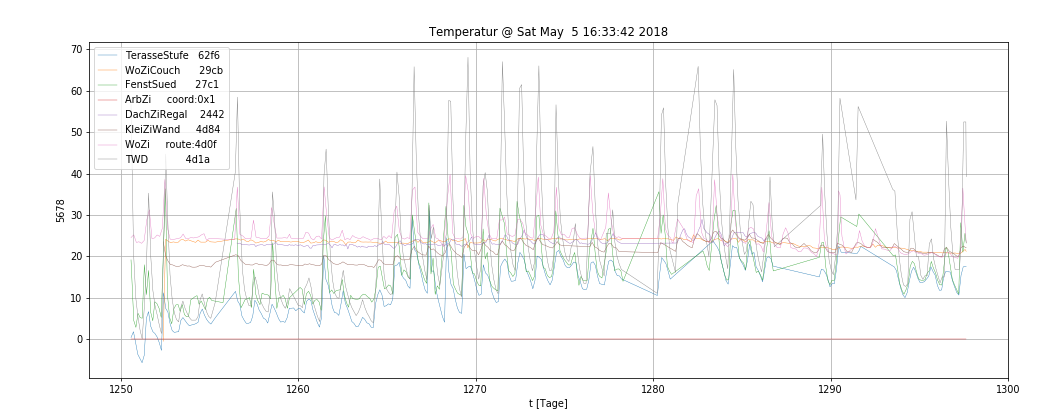 Temperatur @ Sat May  5 16:33:42 2018
70
60
50
40
30
20
10
0
5678
TerasseStufe   62f6
WoZiCouch      29cb
FenstSued      27c1
ArbZi     coord:0x1
DachZiRegal    2442
KleiZiWand     4d84
WoZi     route:4d0f
TWD            4d1a
1250 1260 1270 1280 1290 1300
t [Tage]